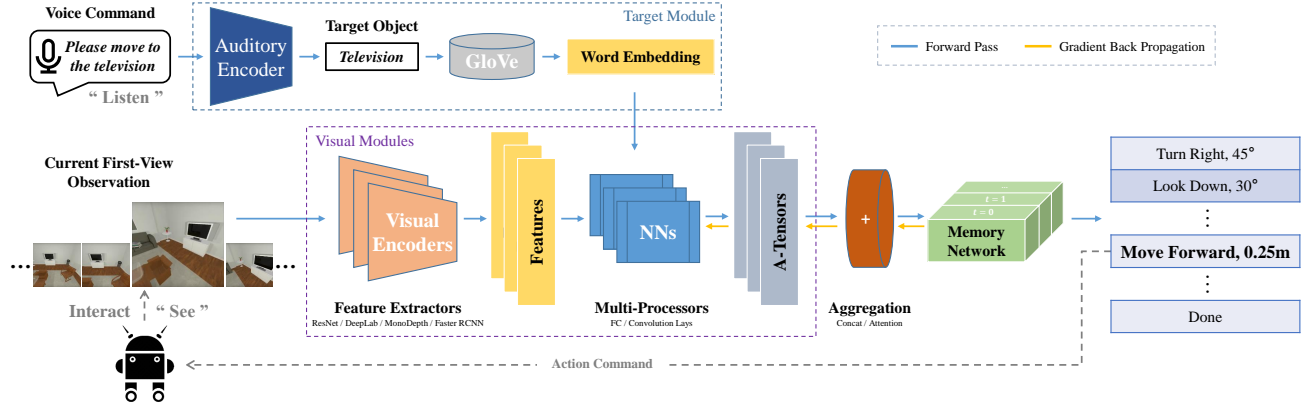 Voice Command
Please move to
the television
“ Listen ”
Auditory
Encoder
Target Object
Television
GloVe
Word Embedding
Target Module
Forward Pass
Gradient Back Propagation
Current First-View
Observation
...
...
Interact
“ See ”
Visual Modules
Visual
Encoders
Features
NNs
A-Tensors
+
...
t = 1
t = 0
Memory
Network
Feature Extractors
ResNet / DeepLab / MonoDepth / Faster RCNN
Multi-Processors
FC / Convolution Lays
Aggregation
Concat / Attention
Turn Right, 45°
Look Down, 30°
⋮
Move Forward, 0.25m
⋮
Done
Action Command